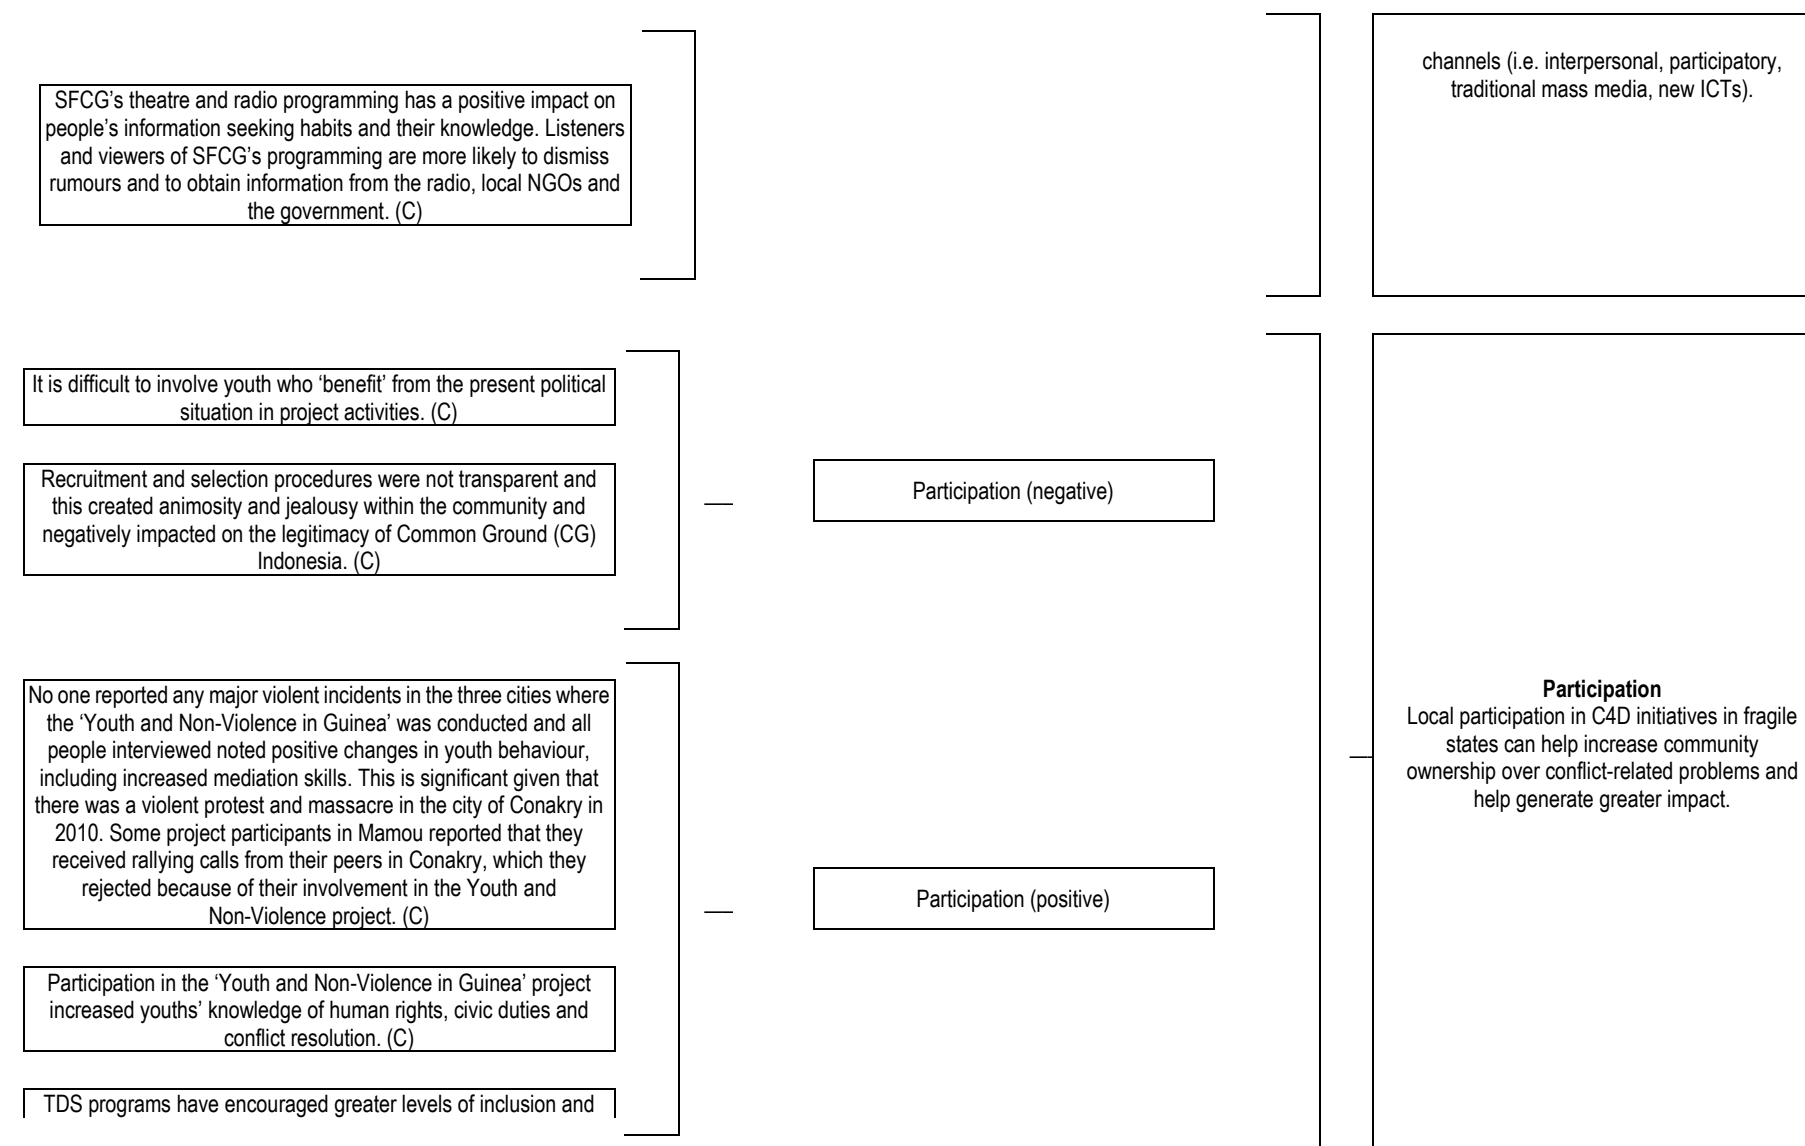 SFCG’s theatre and radio programming has a positive impact on
people’s information seeking habits and their knowledge. Listeners
and viewers of SFCG’s programming are more likely to dismiss
rumours and to obtain information from the radio, local NGOs and
the government. (C)
channels (i.e. interpersonal, participatory,
traditional mass media, new ICTs).
It is difficult to involve youth who ‘benefit’ from the present political
situation in project activities. (C)
Recruitment and selection procedures were not transparent and
this created animosity and jealousy within the community and
negatively impacted on the legitimacy of Common Ground (CG)
Indonesia. (C)
Participation (negative)
No one reported any major violent incidents in the three cities where
the ‘Youth and Non-Violence in Guinea’ was conducted and all
people interviewed noted positive changes in youth behaviour,
including increased mediation skills. This is significant given that
there was a violent protest and massacre in the city of Conakry in
2010. Some project participants in Mamou reported that they
received rallying calls from their peers in Conakry, which they
rejected because of their involvement in the Youth and
Non-Violence project. (C)
Participation in the ‘Youth and Non-Violence in Guinea’ project
increased youths’ knowledge of human rights, civic duties and
conflict resolution. (C)
TDS programs have encouraged greater levels of inclusion and
Participation (positive)
Participation
Local participation in C4D initiatives in fragile
states can help increase community
ownership over conflict-related problems and
help generate greater impact.